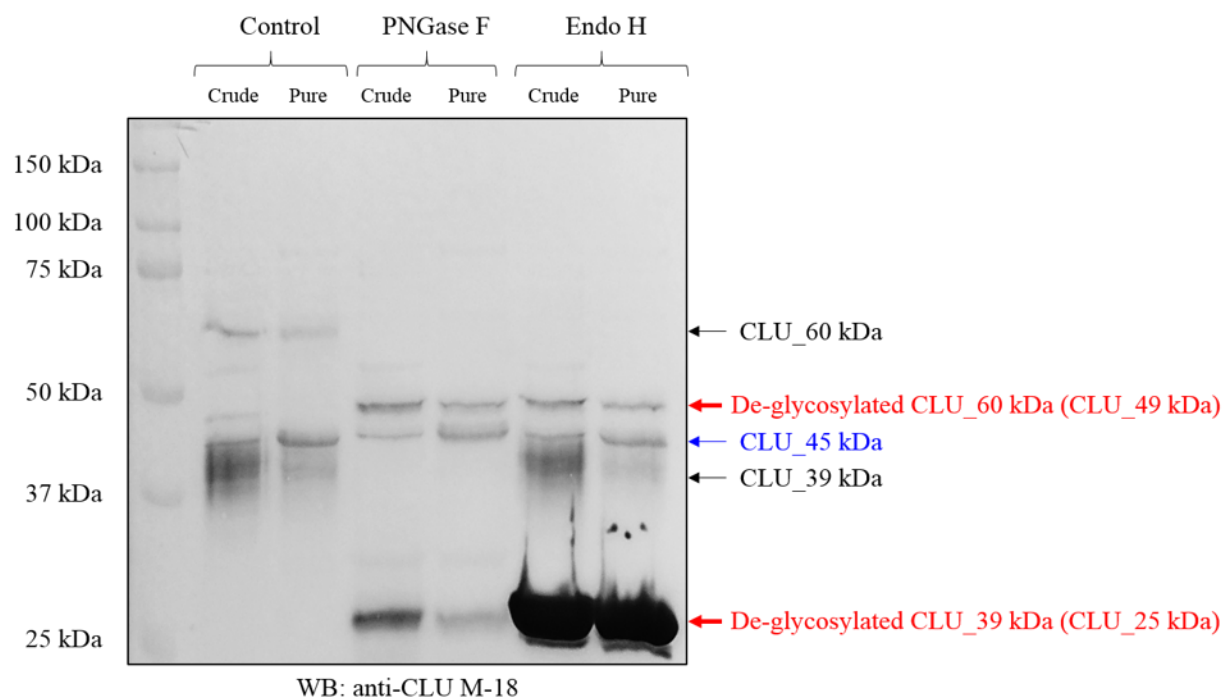 Control PNGase F Endo H
Crude Pure Crude Pure Crude Pure
150 kDa
100 kDa
75 kDa
CLU_60 kDa
50 kDa
De-glycosylated CLU_60 kDa (CLU_49 kDa)
CLU_45 kDa
CLU_39 kDa
37 kDa
De-glycosylated CLU_39 kDa (CLU_25 kDa)
25 kDa
WB: anti-CLU M-18